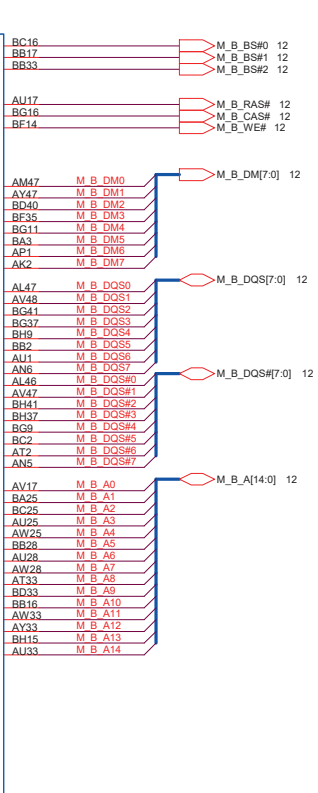 BC16 M_B_BS#0 12
BB17 M_B_BS#1 12
BB33 M_B_BS#2 12
AU17 M_B_RAS# 12
BG16 M_B_CAS# 12
BF14 M_B_WE# 12
M_B_DM[7:0] 12
AM47 M_B_DM0
AY47 M_B_DM1
BD40 M_B_DM2
BF35 M_B_DM3
BG11 M_B_DM4
BA3 M_B_DM5
AP1 M_B_DM6
AK2 M_B_DM7
M_B_DQS[7:0] 12
AL47 M_B_DQS0
AV48 M_B_DQS1
BG41 M_B_DQS2
BG37 M_B_DQS3
BH9 M_B_DQS4
BB2 M_B_DQS5
AU1 M_B_DQS6
AN6 M_B_DQS7
M_B_DQS#[7:0] 12
AL46 M_B_DQS#0
AV47 M_B_DQS#1
BH41 M_B_DQS#2
BH37 M_B_DQS#3
BG9 M_B_DQS#4
BC2 M_B_DQS#5
AT2 M_B_DQS#6
AN5 M_B_DQS#7
M_B_A[14:0] 12
AV17 M_B_A0
BA25 M_B_A1
BC25 M_B_A2
AU25 M_B_A3
AW25 M_B_A4
BB28 M_B_A5
AU28 M_B_A6
AW28 M_B_A7
AT33 M_B_A8
BD33 M_B_A9
BB16 M_B_A10
AW33 M_B_A11
AY33 M_B_A12
BH15 M_B_A13
AU33 M_B_A14